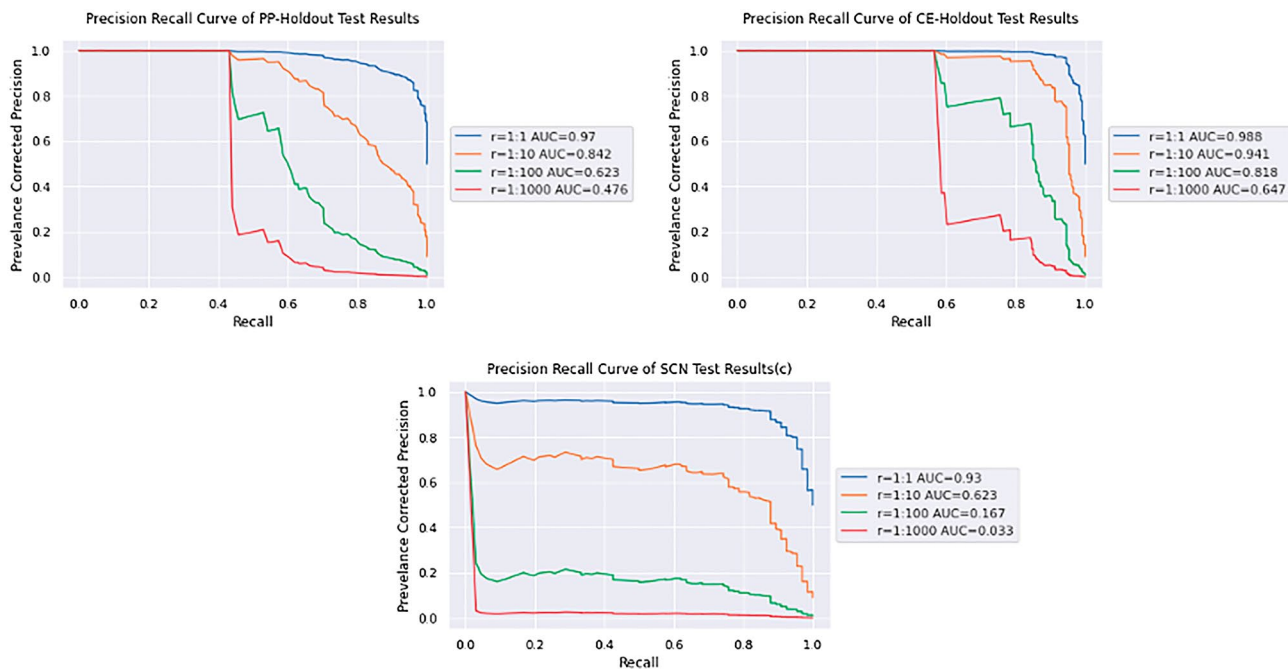 Precision Recall Curve of PP-Holdout Test Results
Prevelance Corrected Precision
1.0
0.8
0.6
0.4
0.2
0.0
0.0 0.2 0.4 0.6 0.8 1.0
Recall
r=1:1 AUC=0.97
r=1:10 AUC=0.842
r=1:100 AUC=0.623
r=1:1000 AUC=0.476
Precision Recall Curve of CE-Holdout Test Results
Prevelance Corrected Precision
1.0
0.8
0.6
0.4
0.2
0.0
0.0 0.2 0.4 0.6 0.8 1.0
Recall
r=1:1 AUC=0.988
r=1:10 AUC=0.941
r=1:100 AUC=0.818
r=1:1000 AUC=0.647
Precision Recall Curve of SCN Test Results(c)
Prevelance Corrected Precision
1.0
0.8
0.6
0.4
0.2
0.0
0.0 0.2 0.4 0.6 0.8 1.0
Recall
r=1:1 AUC=0.93
r=1:10 AUC=0.623
r=1:100 AUC=0.167
r=1:1000 AUC=0.033